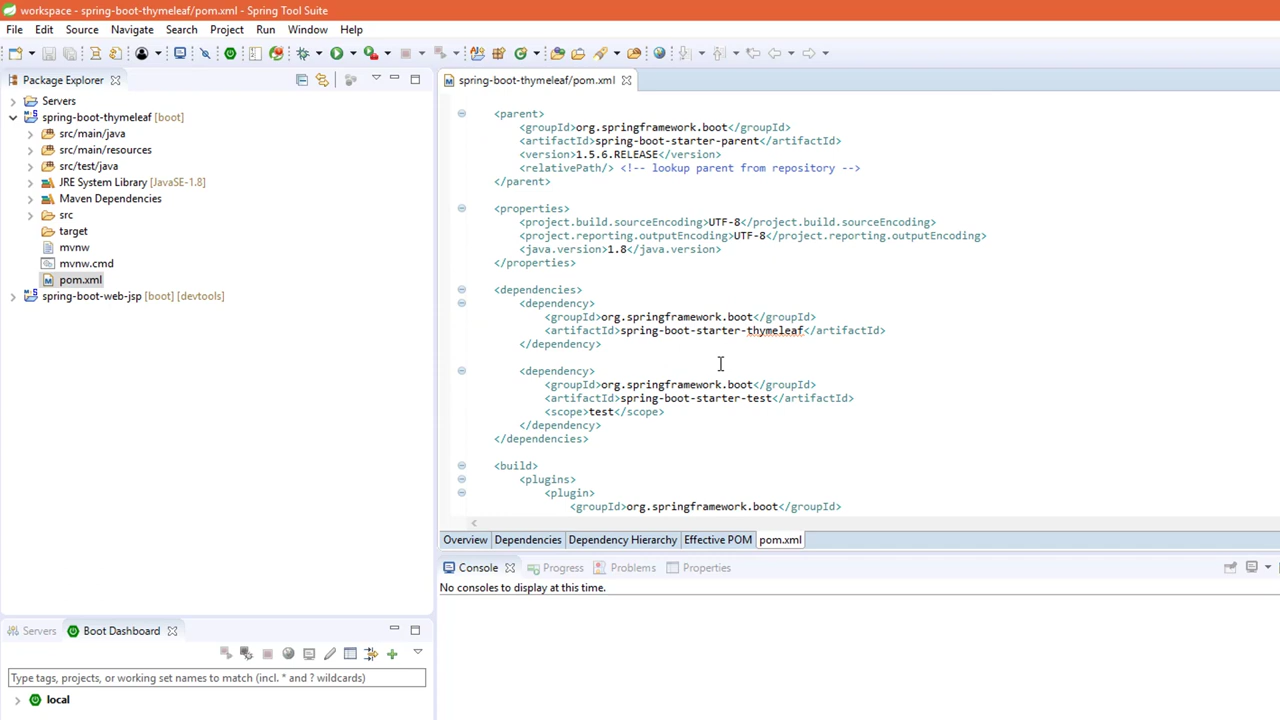 workspace - spring-boot-thymeleaf/pom.xml - Spring Tool Suite
File Edit Source Navigate Search Project Run Window Help
Package Explorer
Servers
spring-boot-thymeleaf [boot]
src/main/java
src/main/resources
src/test/java
JRE System Library [JavaSE-1.8]
Maven Dependencies
src
target
mvnw
mvnw.cmd
pom.xml
spring-boot-web-jsp [boot] [devtools]
spring-boot-thymeleaf/pom.xml
<parent>
<groupId>org.springframework.boot</groupId>
<artifactId>spring-boot-starter-parent</artifactId>
<version>1.5.6.RELEASE</version>
<relativePath/> <!-- lookup parent from repository -->
</parent>
<properties>
<project.build.sourceEncoding>UTF-8</project.build.sourceEncoding>
<project.reporting.outputEncoding>UTF-8</project.reporting.outputEncoding>
<java.version>1.8</java.version>
</properties>
<dependencies>
<dependency>
<groupId>org.springframework.boot</groupId>
<artifactId>spring-boot-starter-thymeleaf</artifactId>
</dependency>
<dependency>
<groupId>org.springframework.boot</groupId>
<artifactId>spring-boot-starter-test</artifactId>
<scope>test</scope>
</dependency>
</dependencies>
<build>
<plugins>
<plugin>
<groupId>org.springframework.boot</groupId>
Overview Dependencies Dependency Hierarchy Effective POM pom.xml
Console Progress Problems Properties
No consoles to display at this time.
Servers Boot Dashboard
Type tags, projects, or working set names to match (incl. * and ? wildcards)
local